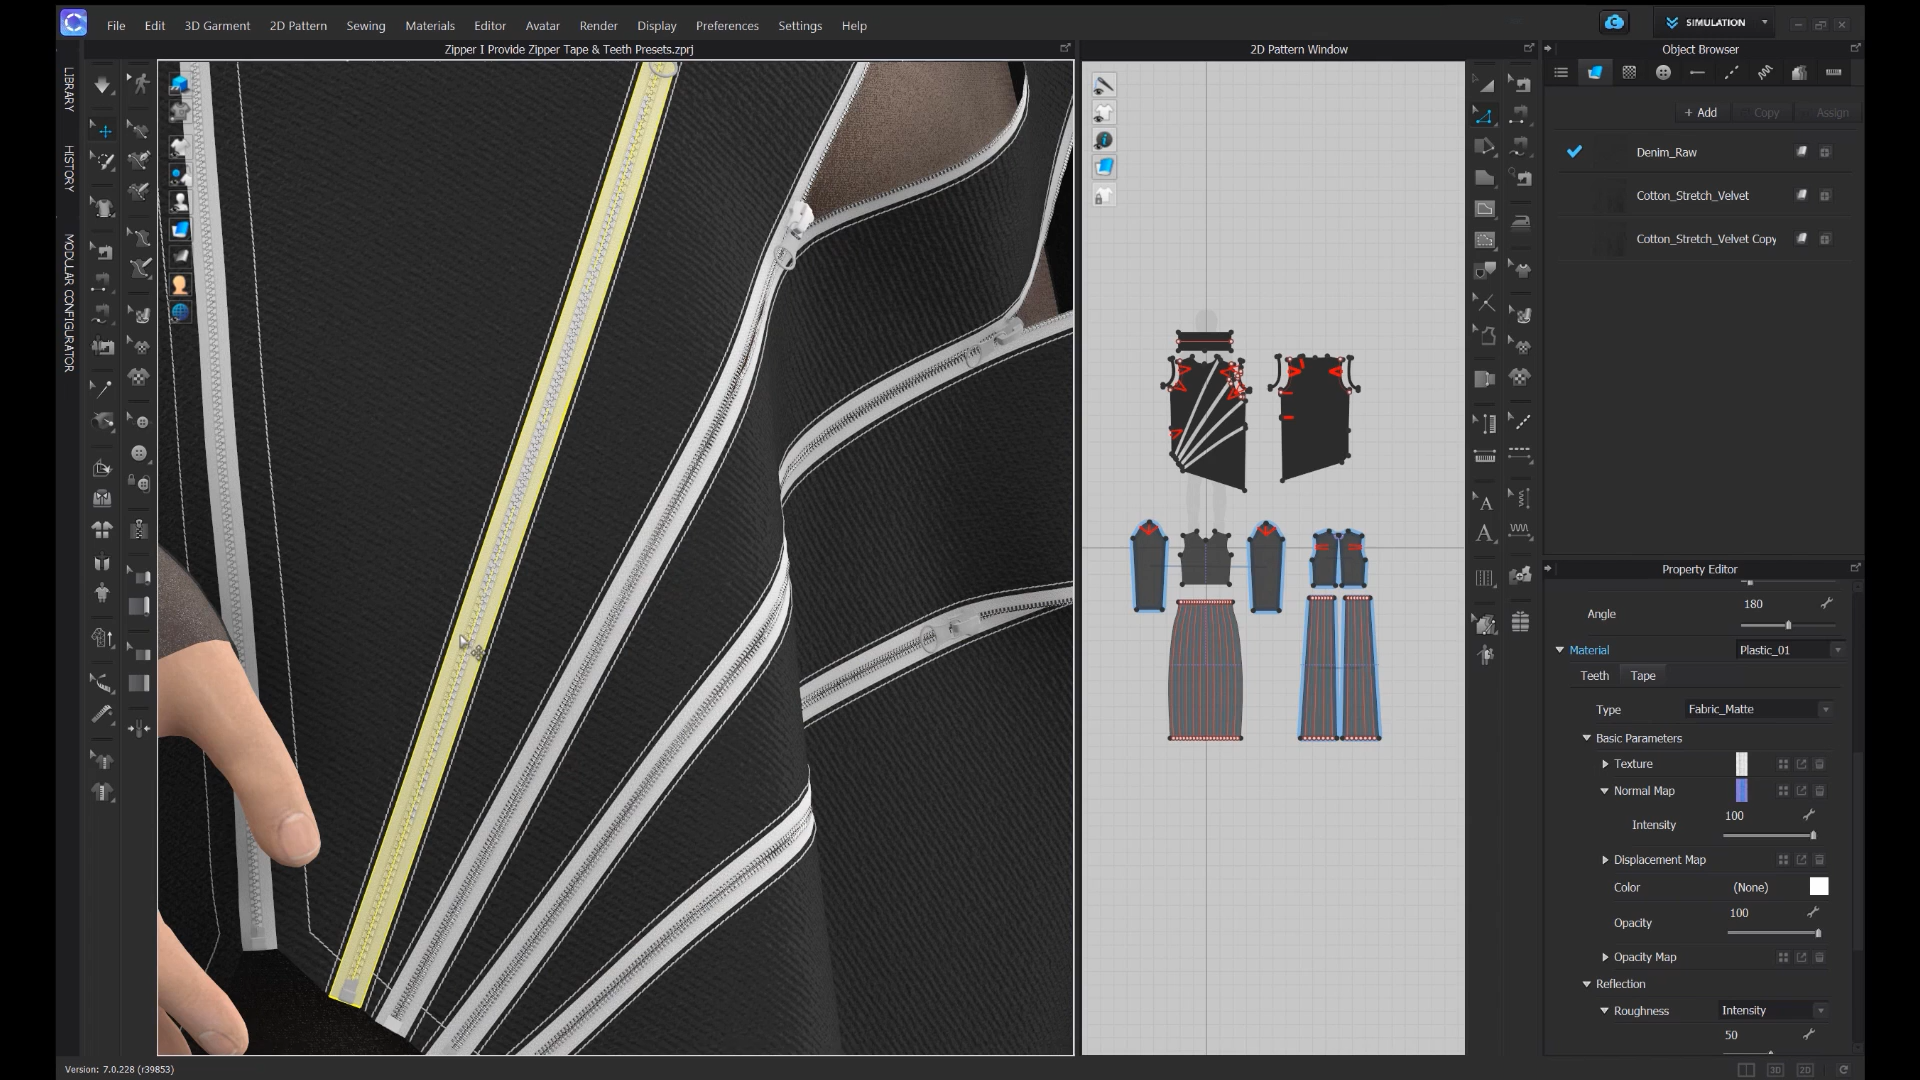 File Edit 3D Garment 2D Pattern Sewing Materials Editor Avatar Render Display Preferences Settings Help
SIMULATION
Zipper I Provide Zipper Tape & Teeth Presets.zprj
2D Pattern Window
Object Browser
LIBRARY
HISTORY
MODULAR CONFIGURATOR
+ Add Copy Assign
Denim_Raw
Cotton_Stretch_Velvet
Cotton_Stretch_Velvet Copy
Property Editor
Angle 180
Material Plastic_01
Teeth Tape
Type Fabric_Matte
Basic Parameters
Texture
Normal Map
Intensity 100
Displacement Map
Color (None)
Opacity 100
Opacity Map
Reflection
Roughness Intensity
50
Version: 7.0.228 (r39853)
3D 2D